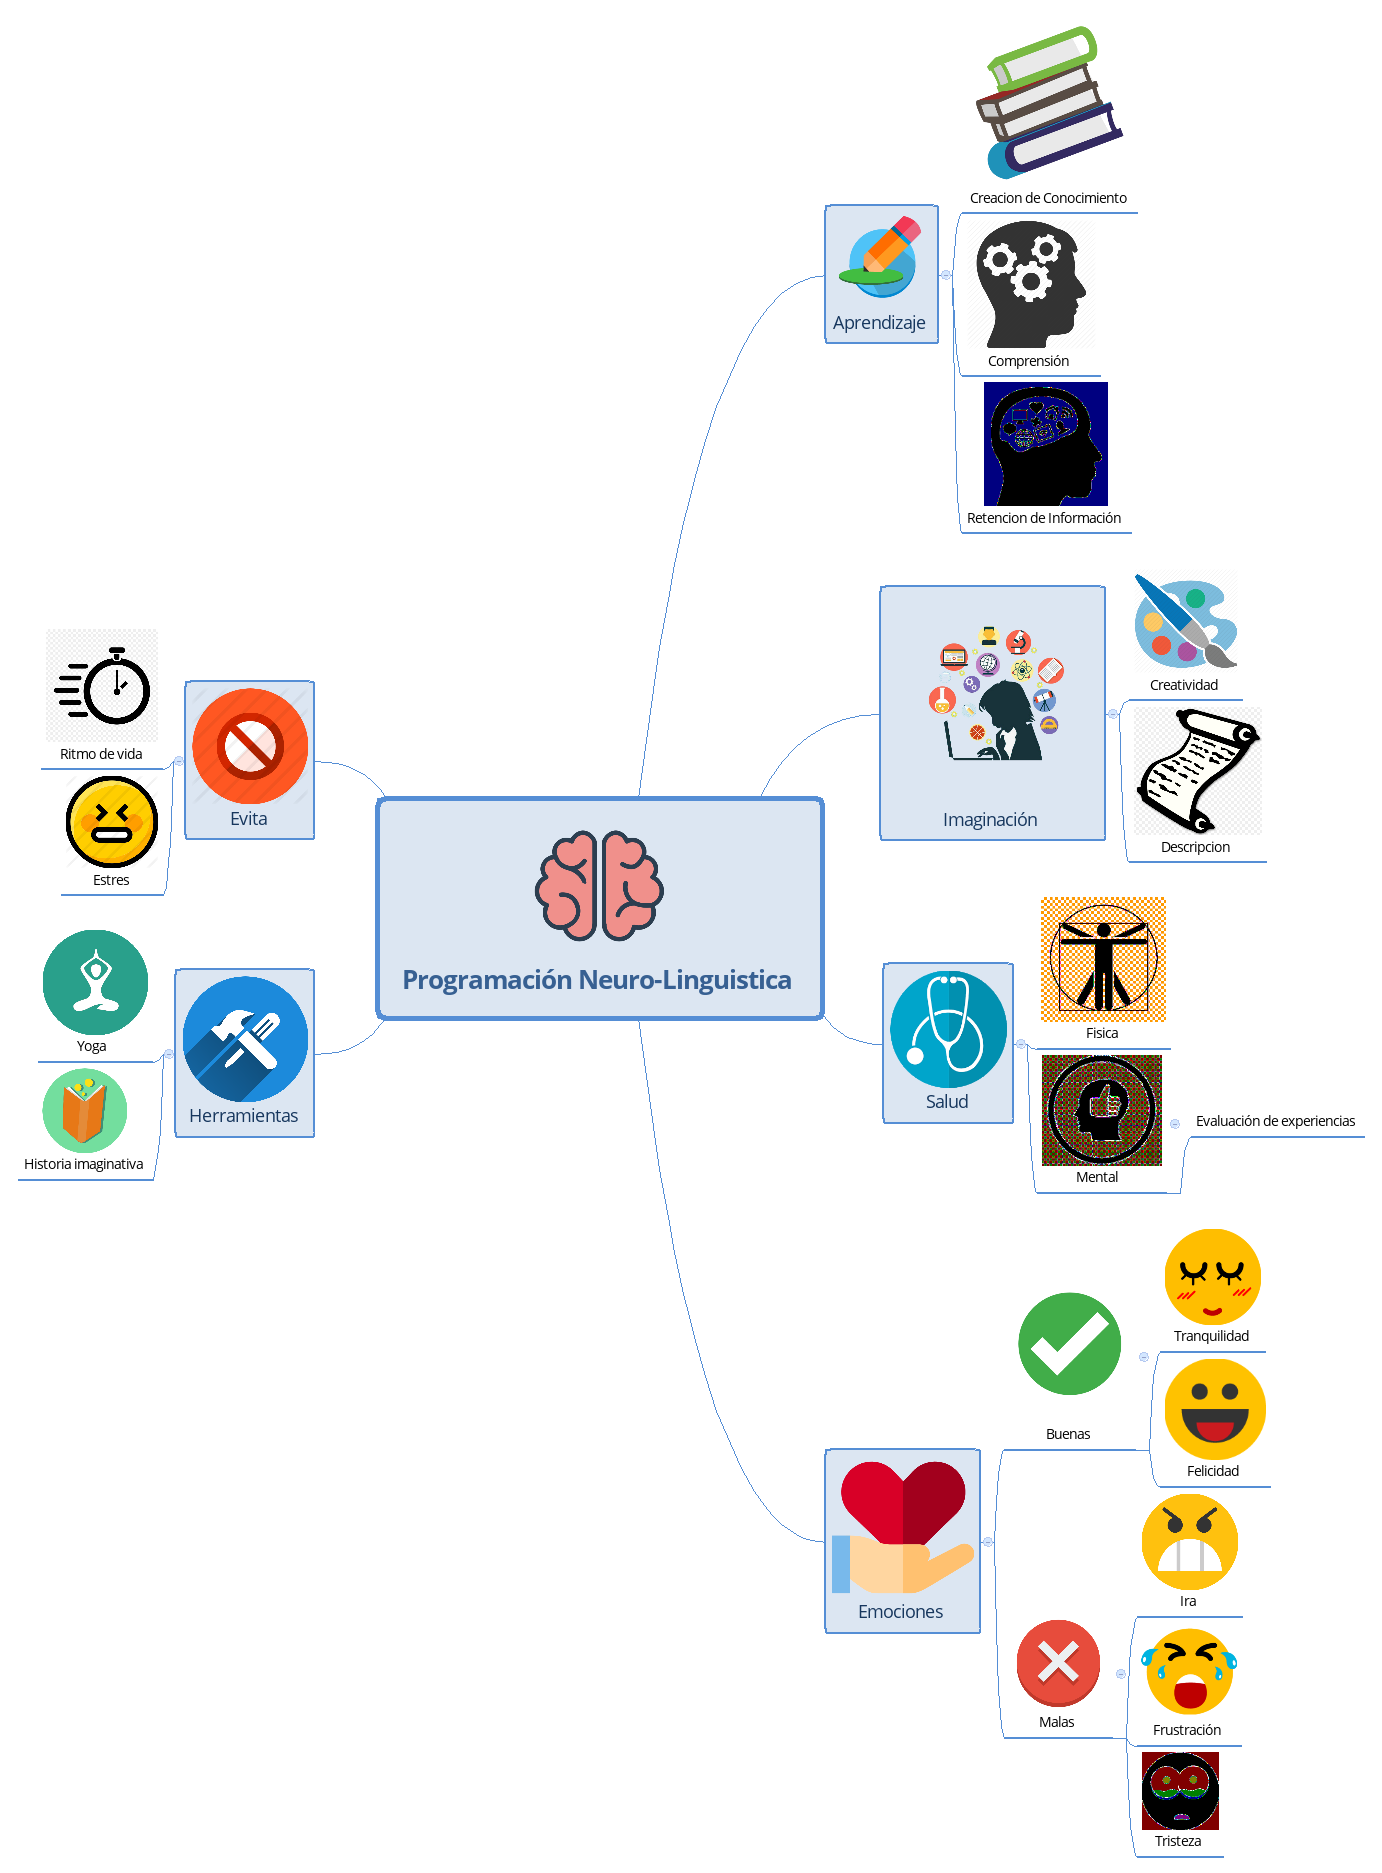 Programación Neuro-Linguistica
Aprendizaje
Creacion de Conocimiento
Comprensión
Retencion de Información
Imaginación
Creatividad
Descripcion
Salud
Fisica
Mental
Evaluación de experiencias
Emociones
Buenas
Tranquilidad
Felicidad
Malas
Ira
Frustración
Tristeza
Evita
Ritmo de vida
Estres
Herramientas
Yoga
Historia imaginativa